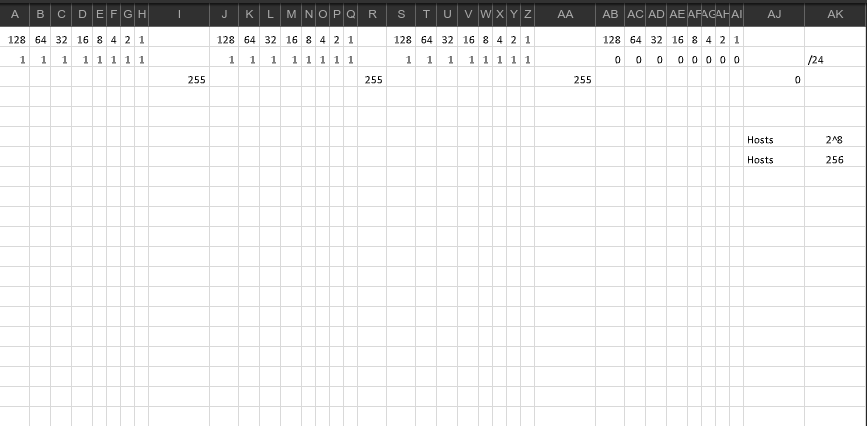 A B C D E F G H I J K L M N O P Q R S T U V W X Y Z AA AB AC AD AE AF AG AH AI AJ AK
128 64 32 16 8 4 2 1 128 64 32 16 8 4 2 1 128 64 32 16 8 4 2 1 128 64 32 16 8 4 2 1
1 1 1 1 1 1 1 1 1 1 1 1 1 1 1 1 1 1 1 1 1 1 1 1 0 0 0 0 0 0 0 0 /24
255 255 255 0
Hosts 2^8
Hosts 256